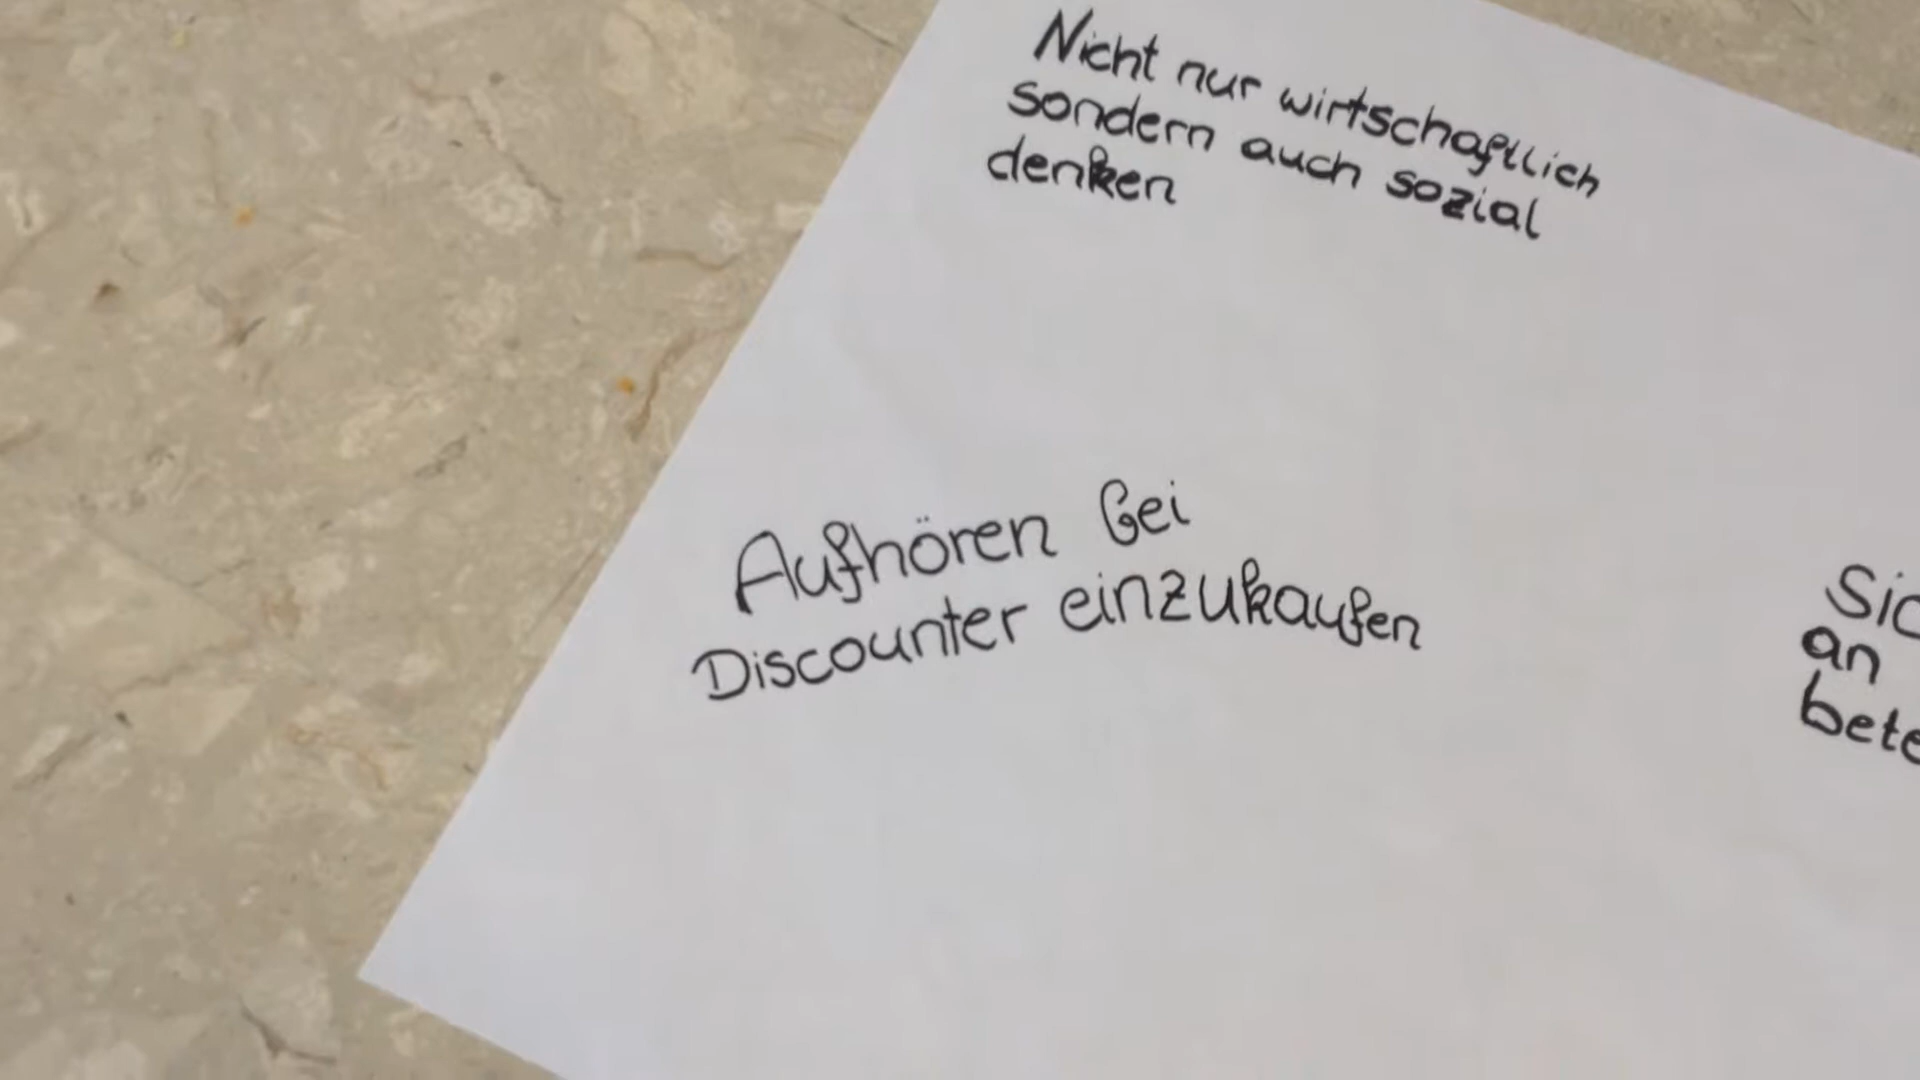 Nicht nur wirtschaftlich
sondern auch sozial
denken
Aufhören bei
Discounter einzukaufen
an